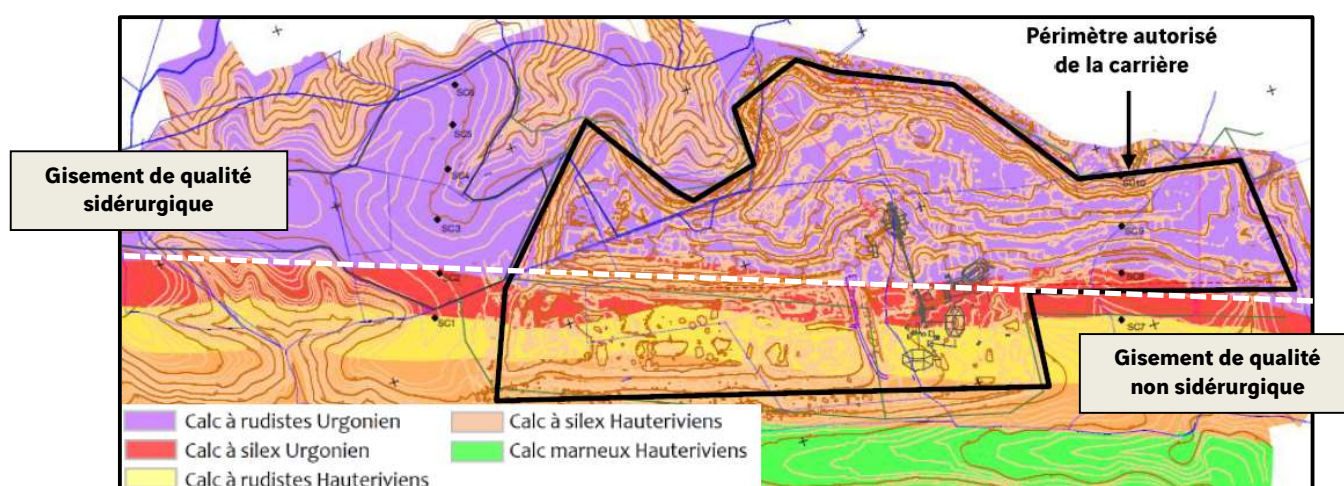 Périmètre autorisé
de la carrière
SC6
SC5
Gisement de qualité
sidérurgique
SC4
SC10
SC3
SC9
SC2
SC8
SC1
SC7
Gisement de qualité
non sidérurgique
Calc à rudistes Urgonien
Calc à silex Hauteriviens
Calc à silex Urgonien
Calc marneux Hauteriviens
Calc à rudistes Hauteriviens